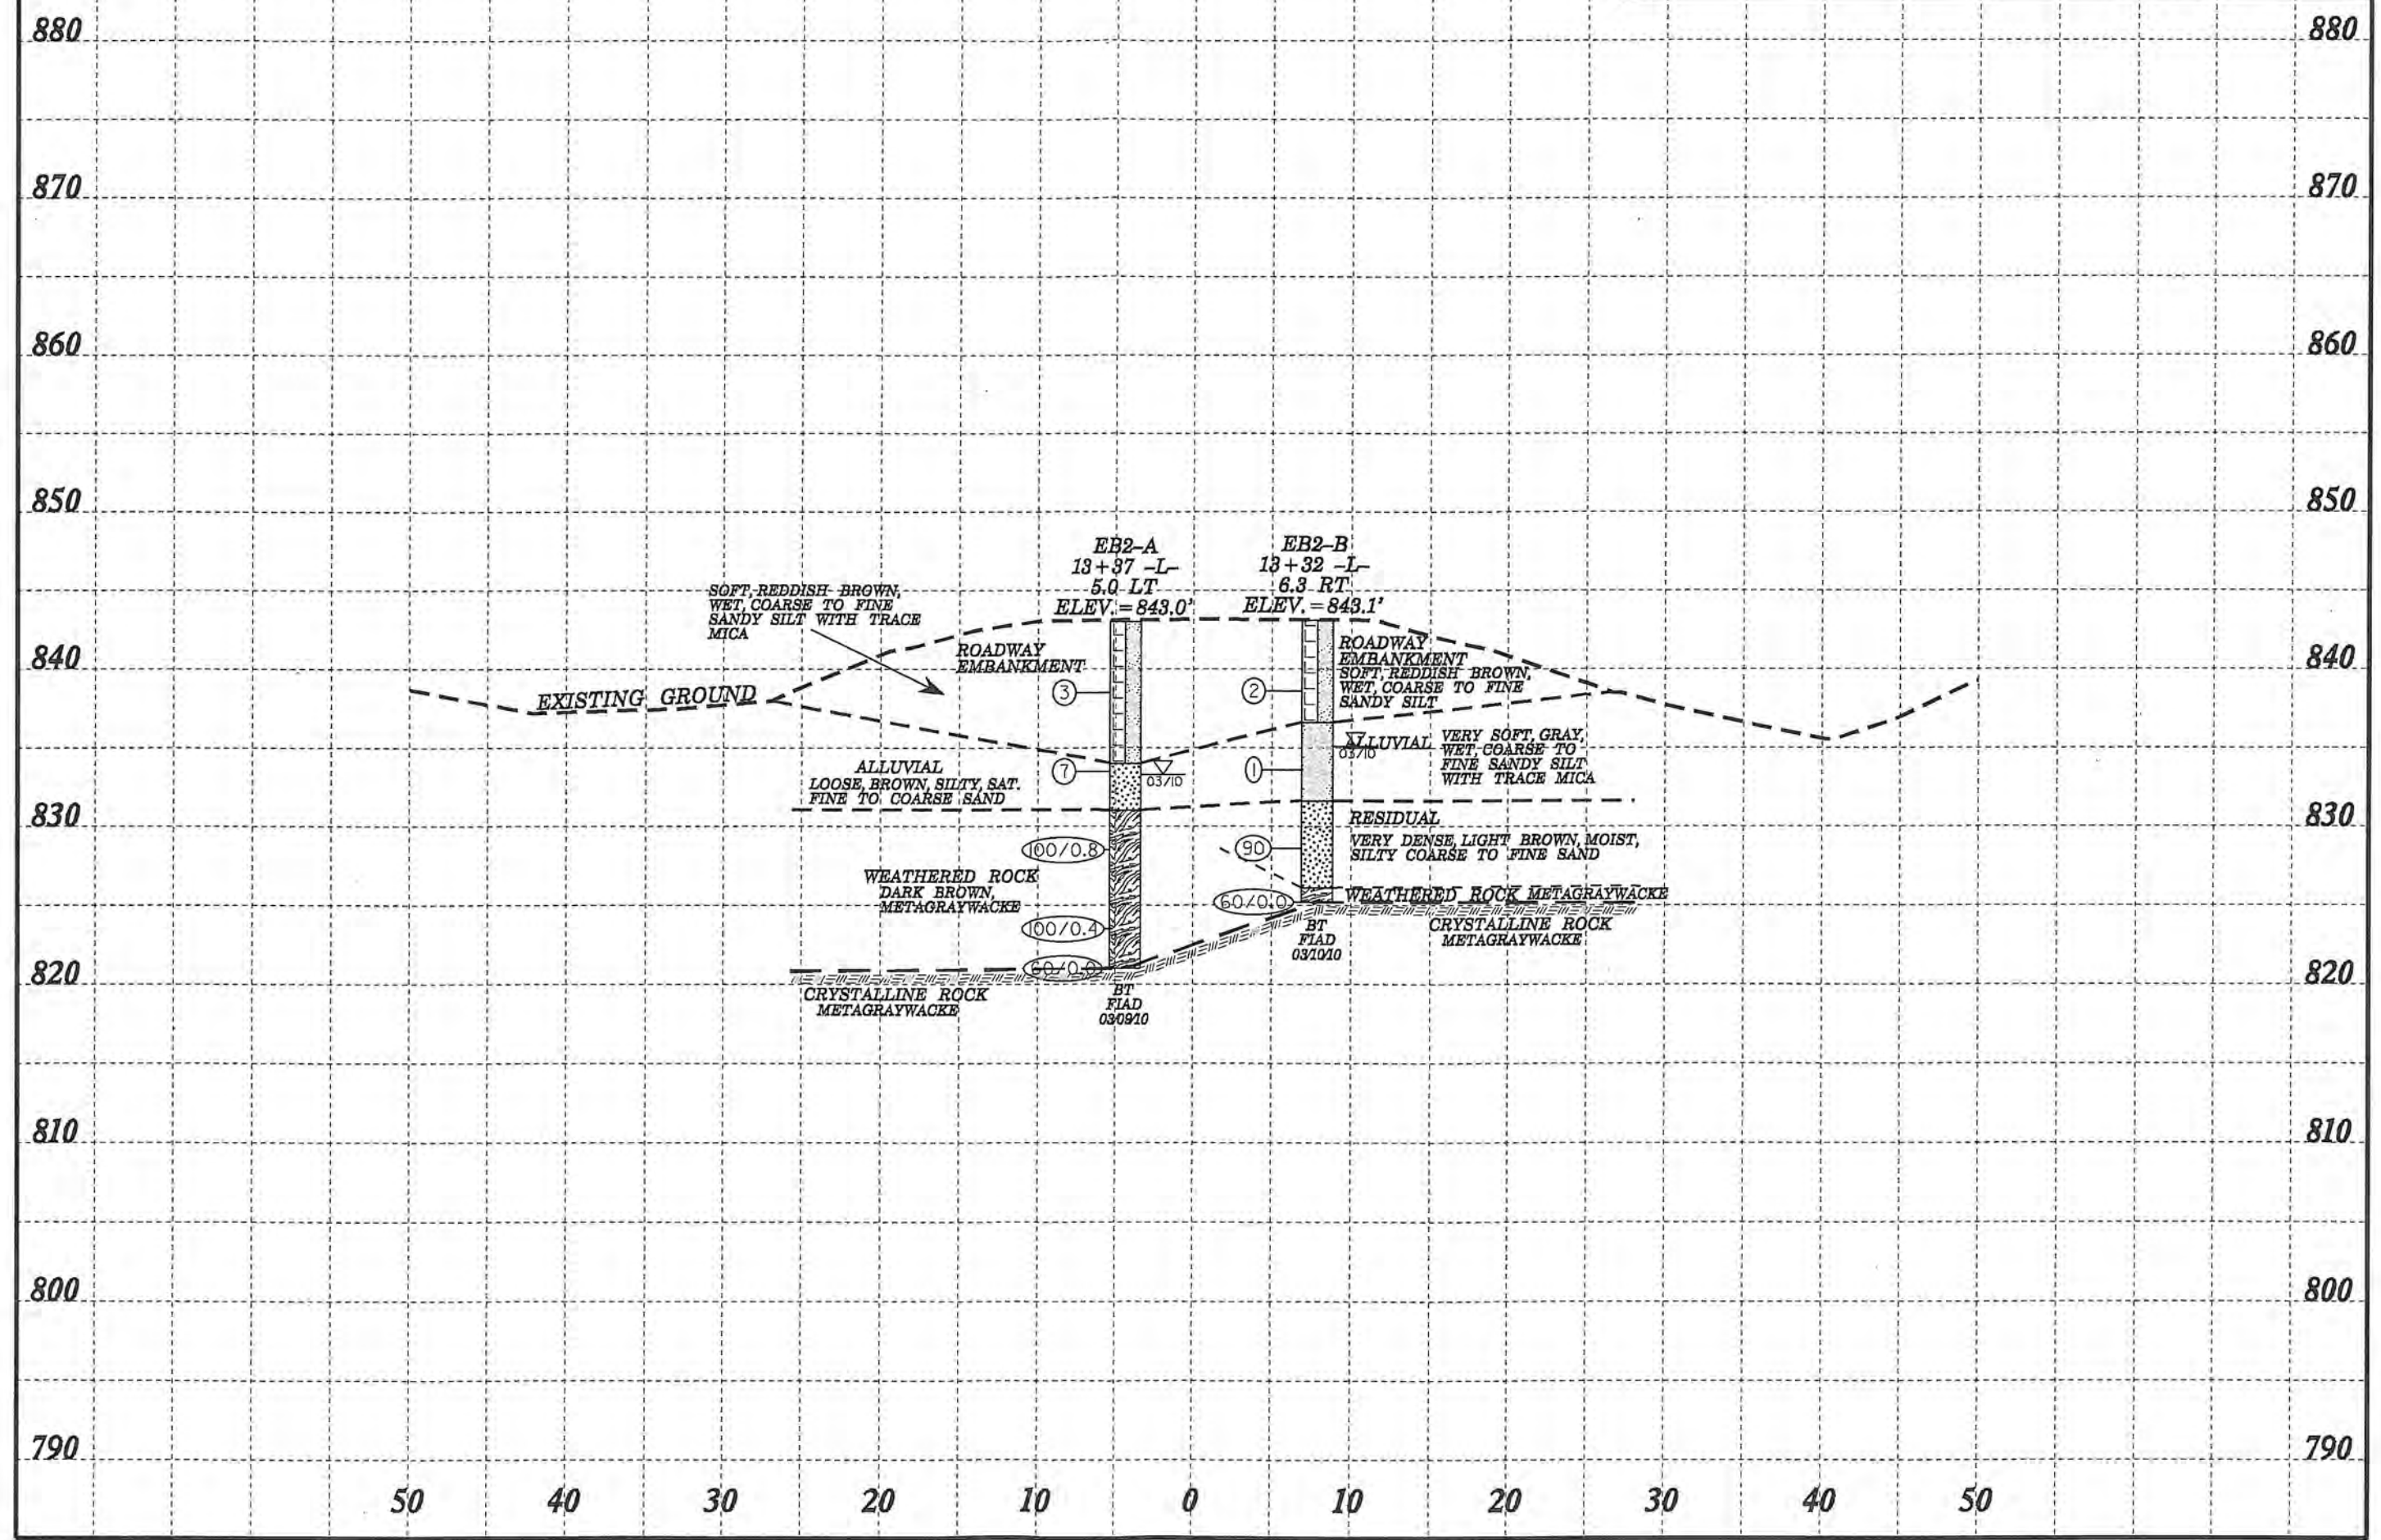 880 880
870 870
860 860
850 850
EB2-A
13+37 -L-
5.0 LT
ELEV.=843.0'
EB2-B
13+32 -L-
6.3 RT
ELEV.=843.1'
SOFT, REDDISH BROWN,
WET, COARSE TO FINE
SANDY SILT WITH TRACE
MICA
ROADWAY
EMBANKMENT
ROADWAY
EMBANKMENT
SOFT, REDDISH BROWN,
WET, COARSE TO FINE
SANDY SILT
840 840
EXISTING GROUND
3
2
ALLUVIAL
LOOSE, BROWN, SILTY, SAT.
FINE TO COARSE SAND
7
03/10
1
ALLUVIAL
03/10
VERY SOFT, GRAY,
WET, COARSE TO
FINE SANDY SILT
WITH TRACE MICA
830 830
RESIDUAL
VERY DENSE, LIGHT BROWN, MOIST,
SILTY COARSE TO FINE SAND
100/0.8
90
WEATHERED ROCK
DARK BROWN,
METAGRAYWACKE
60/0.0
WEATHERED ROCK METAGRAYWACKE
CRYSTALLINE ROCK
METAGRAYWACKE
100/0.4
BT
FIAD
03/10/10
60/0.0
820 820
CRYSTALLINE ROCK
METAGRAYWACKE
BT
FIAD
03/09/10
810 810
800 800
790 790
50 40 30 20 10 0 10 20 30 40 50